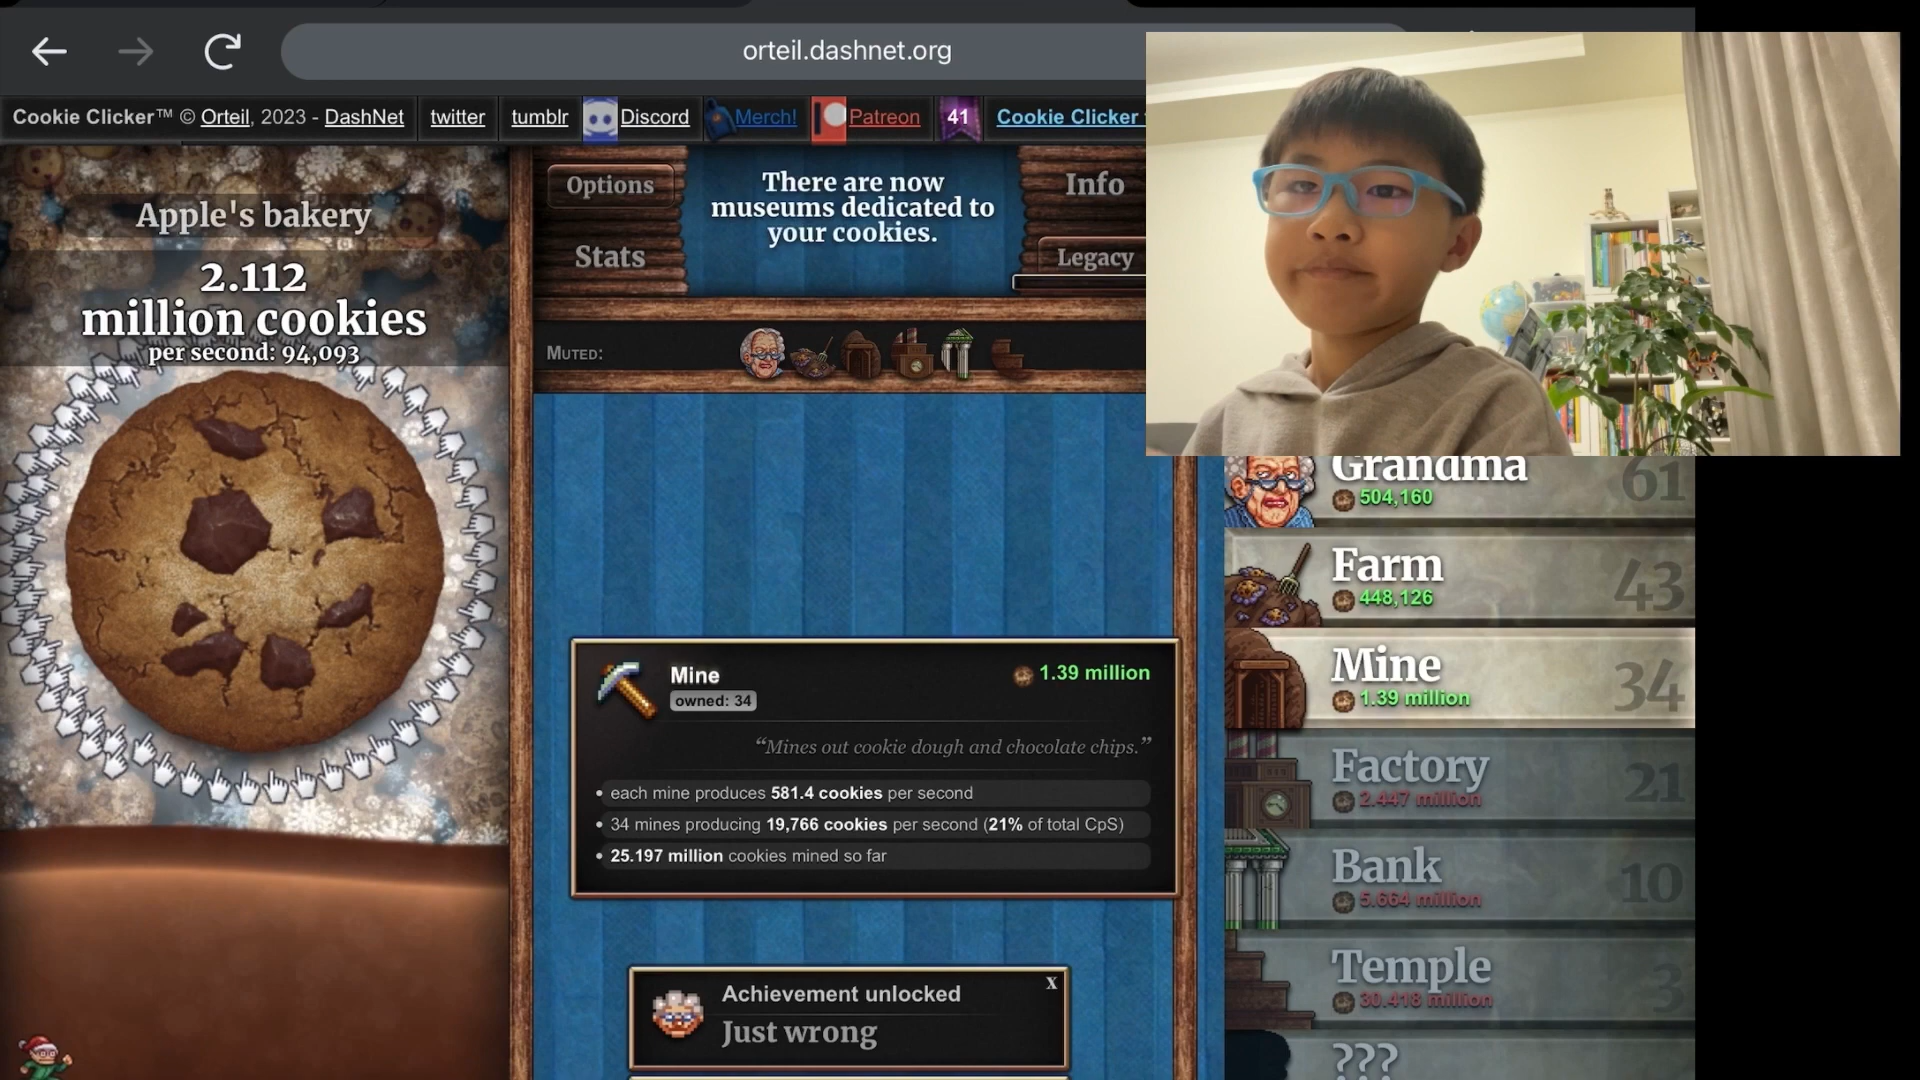 orteil.dashnet.org
Cookie Clicker™ © Orteil, 2023 - DashNet
twitter
tumblr
Discord
Merch!
Patreon
41
Cookie Clicker
Apple's bakery
2.112
million cookies
per second: 94,093
Options
Stats
There are now
museums dedicated to
your cookies.
Info
Legacy
Muted:
Mine
owned: 34
1.39 million
“Mines out cookie dough and chocolate chips.”
• each mine produces 581.4 cookies per second
• 34 mines producing 19,766 cookies per second (21% of total CpS)
• 25.197 million cookies mined so far
Achievement unlocked
x
Just wrong
Grandma
504,160
61
Farm
448,126
43
Mine
1.39 million
34
Factory
2.447 million
21
Bank
5.664 million
10
Temple
30.418 million
3
???